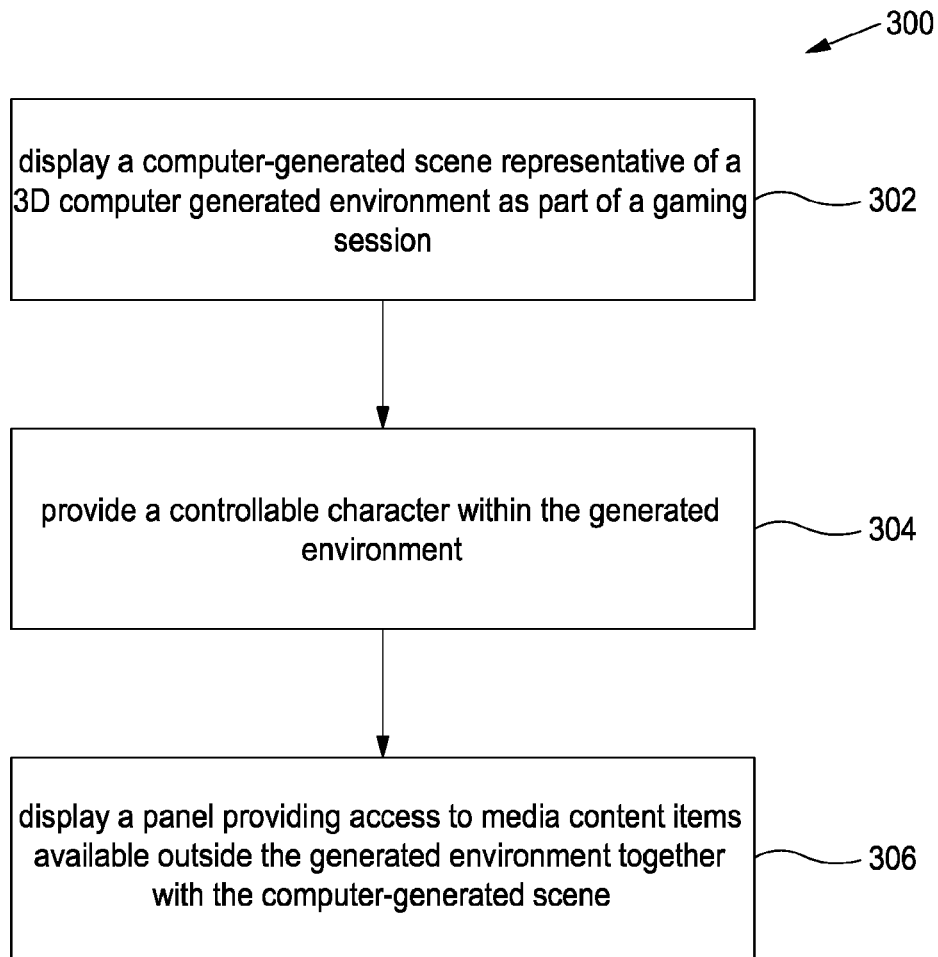 300
display a computer-generated scene representative of a
3D computer generated environment as part of a gaming
session
302
provide a controllable character within the generated
environment
304
display a panel providing access to media content items
available outside the generated environment together
with the computer-generated scene
306